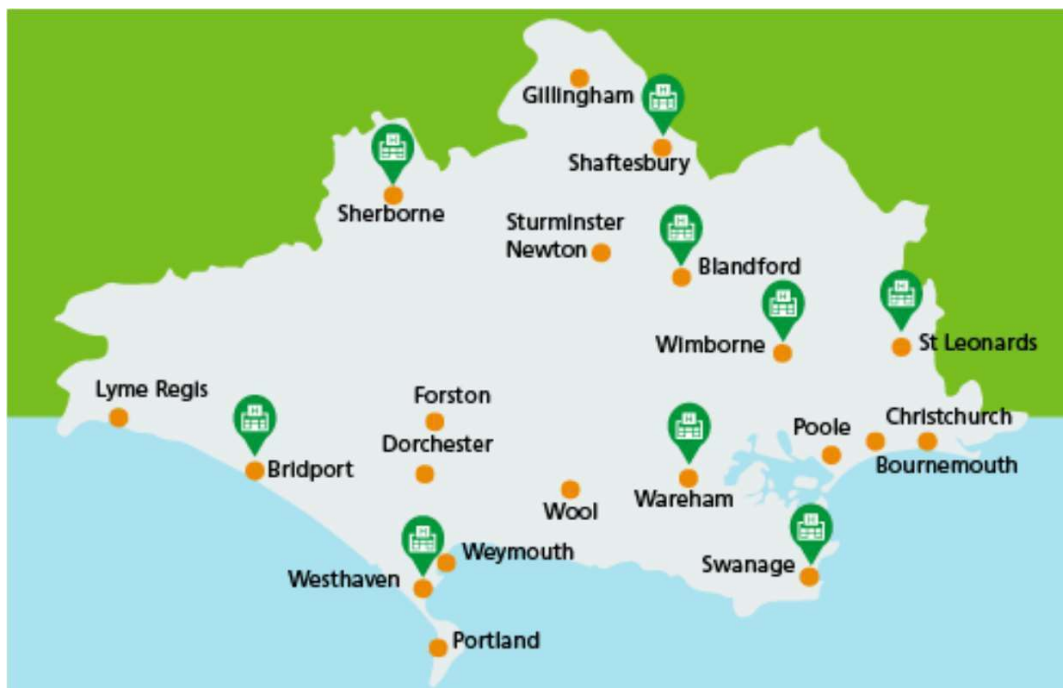 Gillingham
Shaftesbury
Sherborne
Sturminster
Newton
Blandford
Wimborne
St Leonards
Lyme Regis
Forston
Christchurch
Poole
Dorchester
Bridport
Bournemouth
Wareham
Wool
Weymouth
Swanage
Westhaven
Portland
H
H
H
H
H
H
H
H
H